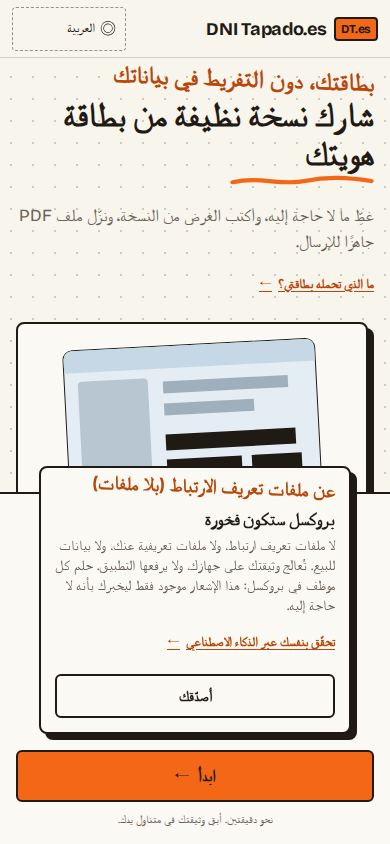 DNI Tapado.es
DT.es
العربية
بطاقتك، دون التفريط في بياناتك
شارك نسخة نظيفة من بطاقة
هويتك
غطِّ ما لا حاجة إليه، واكتب الغرض من النسخة، ونزّل ملف PDF
جاهزًا للإرسال.
ما الذي تحمله بطاقتي؟ ←
عن ملفات تعريف الارتباط (بلا ملفات)
بروكسل ستكون فخورة
لا ملفات تعريف ارتباط. ولا ملفات تعريفية عنك. ولا بيانات
للبيع. تُعالَج وثيقتك على جهازك، ولا يرفعها التطبيق. حلم كل
موظف في بروكسل: هذا الإشعار موجود فقط ليخبرك بأنه لا
حاجة إليه.
تحقّق بنفسك عبر الذكاء الاصطناعي ←
أصدّقك
ابدأ ←
نحو دقيقتين. أبقِ وثيقتك في متناول يدك.